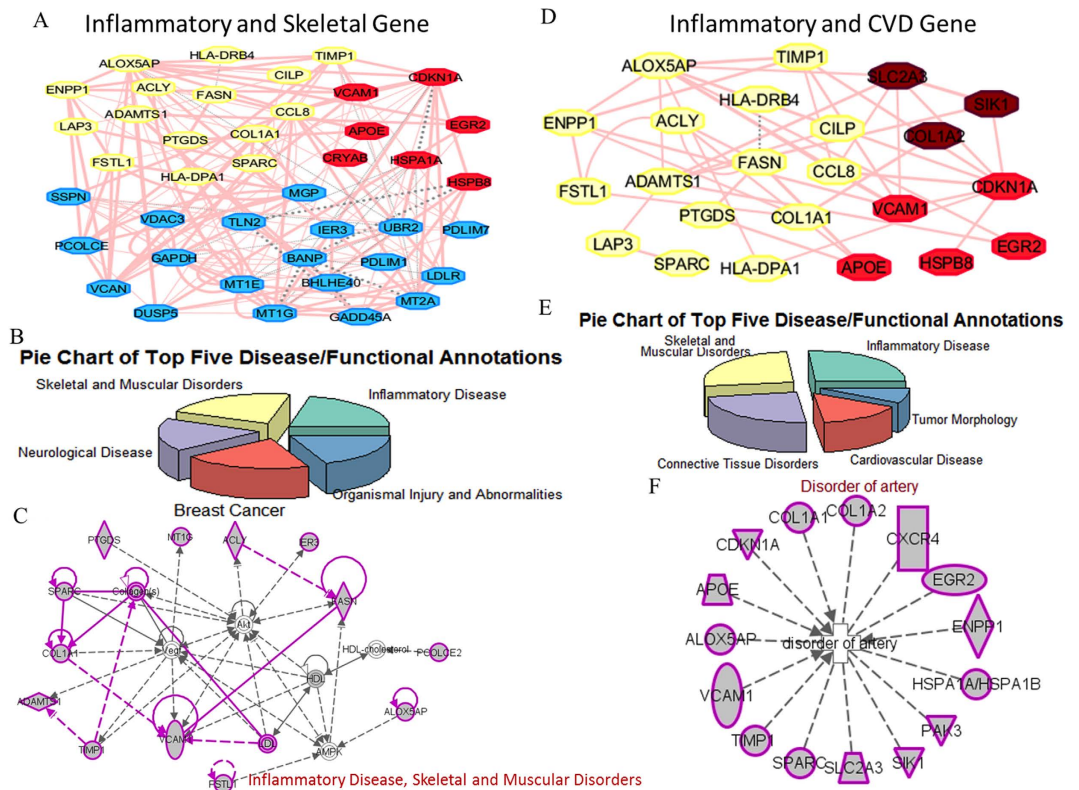 A
Inflammatory and Skeletal Gene
HLA-DRB4
TIMP1
ALOX5AP
CILP
CDKN1A
ENPP1
ACLY
FASN
VCAM1
ADAMTS1
CCL8
LAP3
COL1A1
EGR2
PTGDS
APOE
FSTL1
SPARC
CRYAB
HSPA1A
HLA-DPA1
HSPB8
SSPN
MGP
VDAC3
TLN2
IER3
UBR2
PDLIM7
PCOLCE
GAPDH
BANP
PDLIM1
LDLR
VCAN
MT1E
BHLHE40
MT2A
DUSP5
MT1G
GADD45A
B
Pie Chart of Top Five Disease/Functional Annotations
Skeletal and Muscular Disorders
Inflammatory Disease
Neurological Disease
Organismal Injury and Abnormalities
Breast Cancer
C
PTGDS
MT1G
ACLY
IER3
SPARC
Collagen(s)
FASN
Akt
Vegf
HDL-cholesterol
COL1A1
PCOLCE2
HDL
ADAMTS1
ALOX5AP
TIMP1
VCAM1
LDL
AMPK
FSTL1
Inflammatory Disease, Skeletal and Muscular Disorders
D
Inflammatory and CVD Gene
TIMP1
ALOX5AP
SLC2A3
HLA-DRB4
SIK1
ENPP1
ACLY
CILP
COL1A2
FASN
CCL8
ADAMTS1
CDKN1A
FSTL1
PTGDS
COL1A1
VCAM1
LAP3
EGR2
SPARC
HLA-DPA1
APOE
HSPB8
E
Pie Chart of Top Five Disease/Functional Annotations
Skeletal and
Muscular Disorders
Inflammatory Disease
Tumor Morphology
Connective Tissue Disorders
Cardiovascular Disease
F
Disorder of artery
COL1A1
COL1A2
CXCR4
CDKN1A
EGR2
APOE
ENPP1
ALOX5AP
disorder of artery
VCAM1
HSPA1A/HSPA1B
TIMP1
PAK3
SPARC
SLC2A3
SIK1